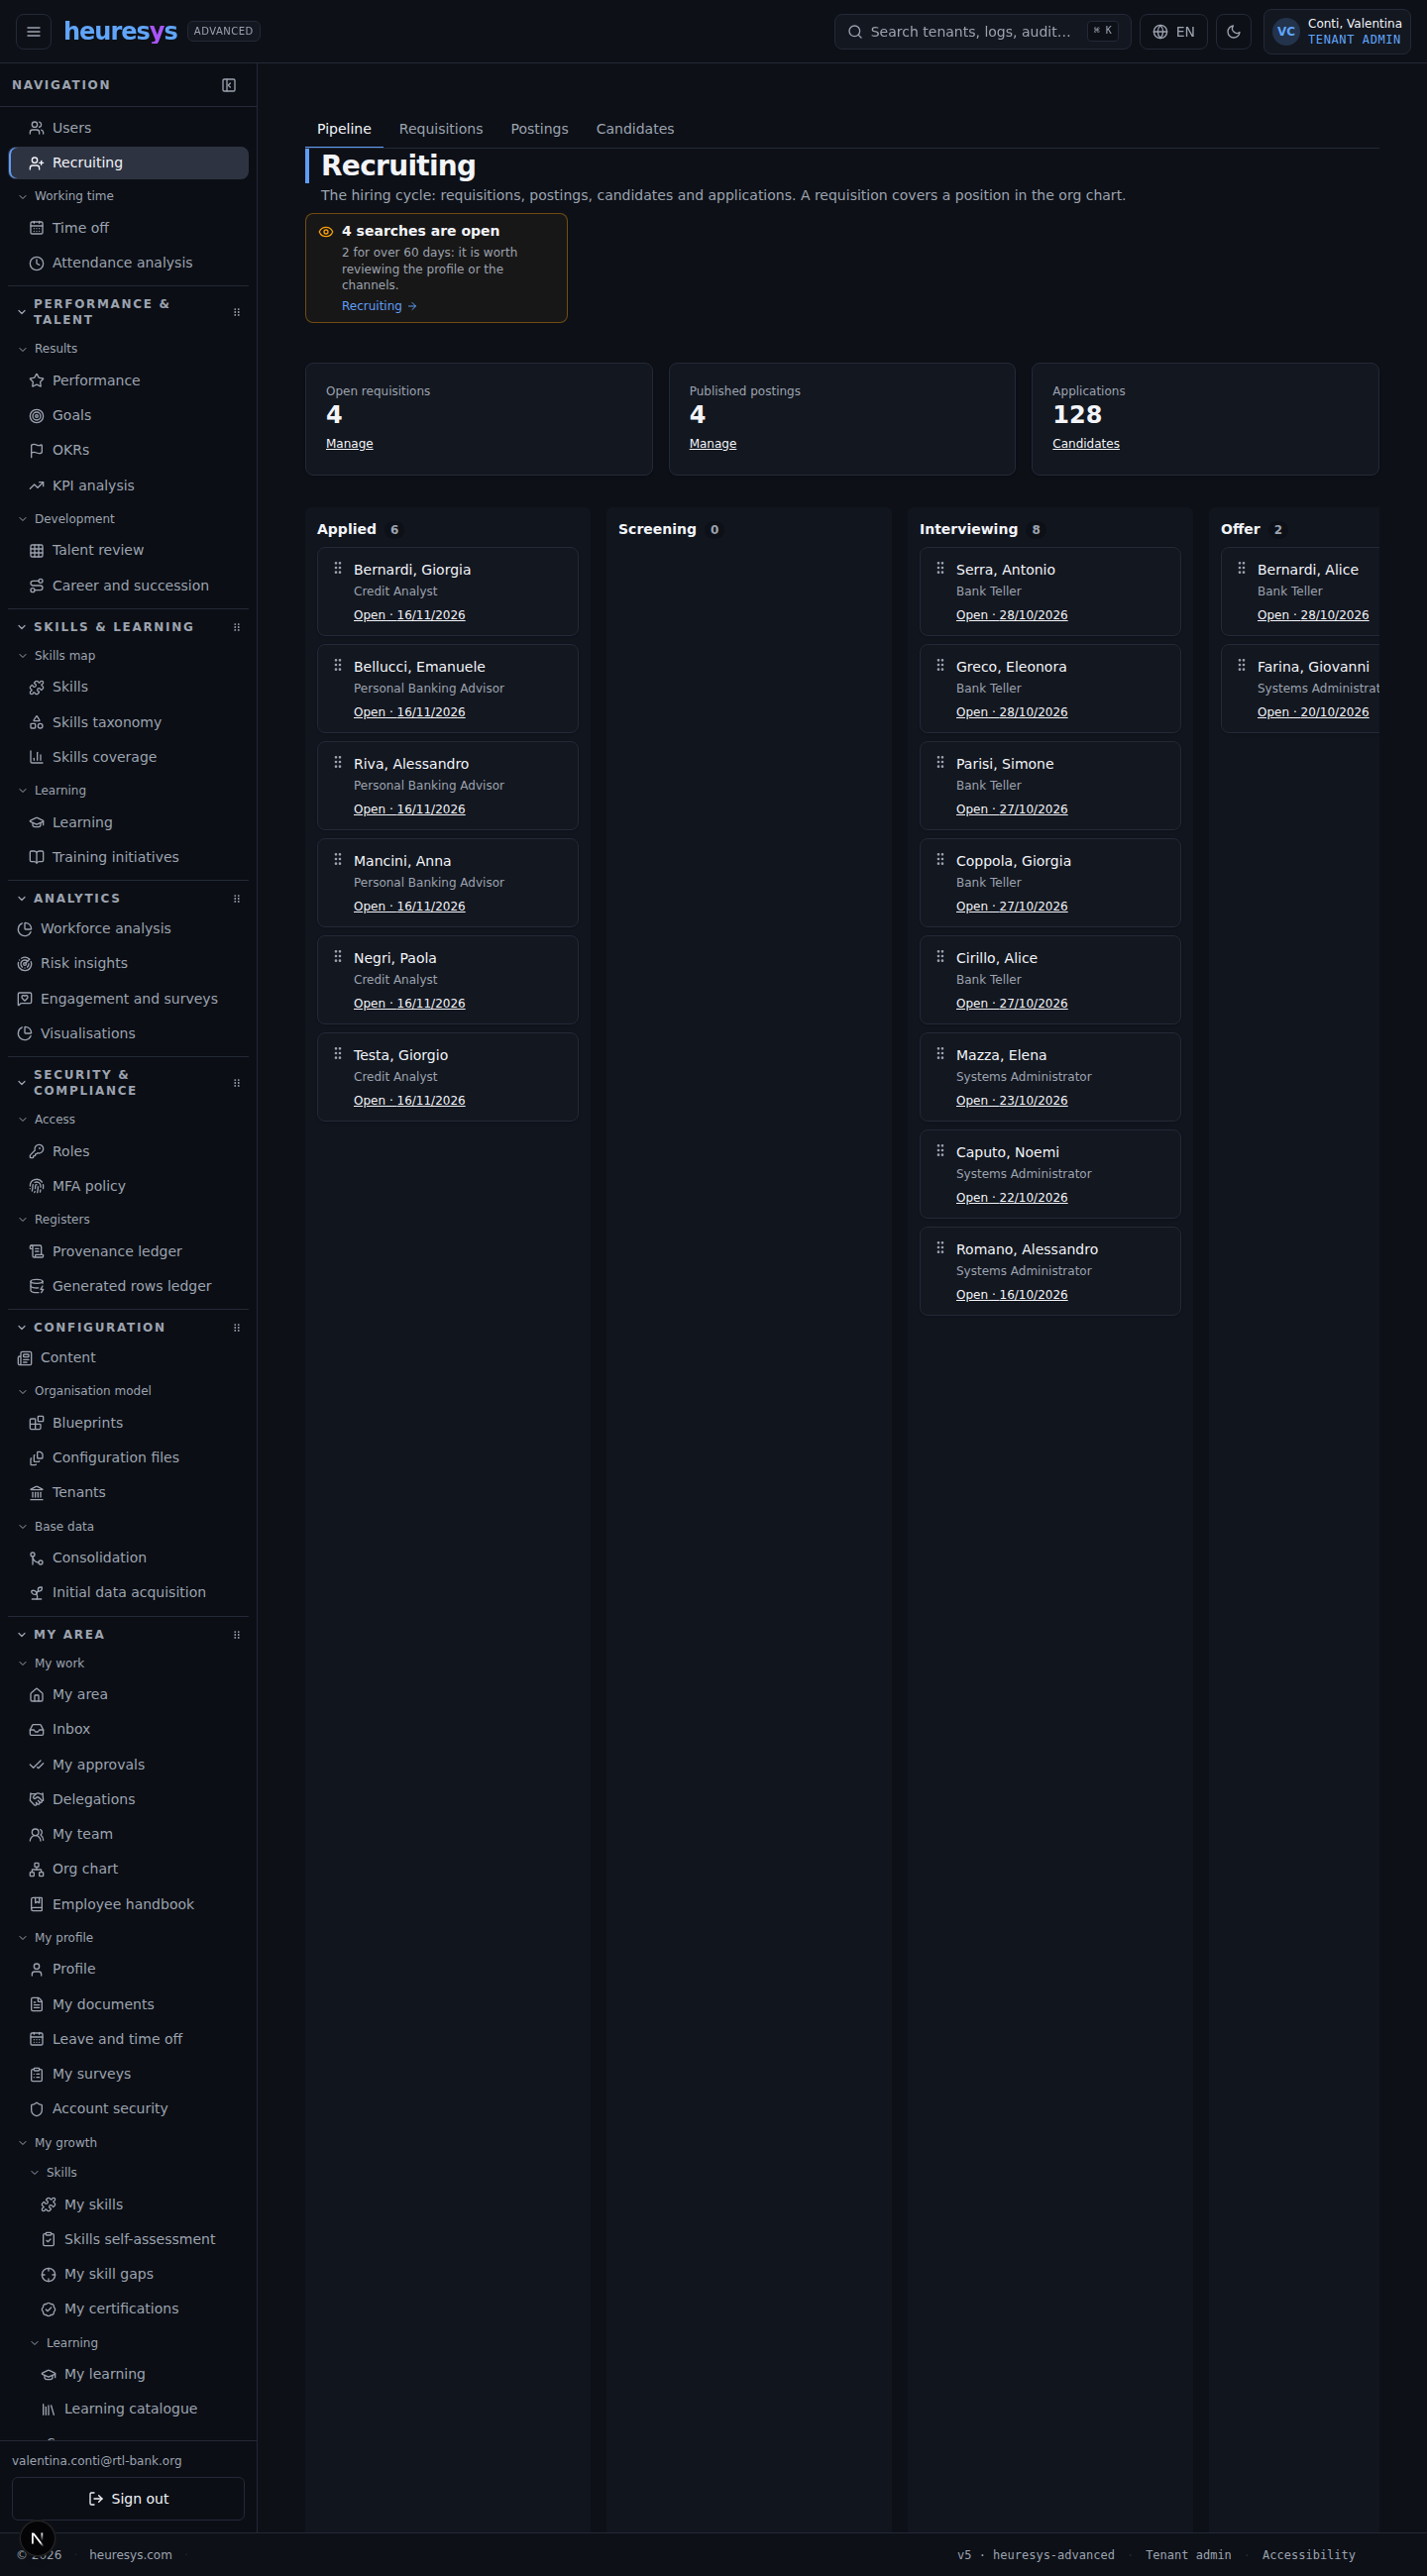 heuresys ADVANCED
Search tenants, logs, audit... ⌘ K
EN
VC
Conti, Valentina
TENANT ADMIN
NAVIGATION
Users
Recruiting
Working time
Time off
Attendance analysis
PERFORMANCE &
TALENT
Results
Performance
Goals
OKRs
KPI analysis
Development
Talent review
Career and succession
SKILLS & LEARNING
Skills map
Skills
Skills taxonomy
Skills coverage
Learning
Learning
Training initiatives
ANALYTICS
Workforce analysis
Risk insights
Engagement and surveys
Visualisations
SECURITY &
COMPLIANCE
Access
Roles
MFA policy
Registers
Provenance ledger
Generated rows ledger
CONFIGURATION
Content
Organisation model
Blueprints
Configuration files
Tenants
Base data
Consolidation
Initial data acquisition
MY AREA
My work
My area
Inbox
My approvals
Delegations
My team
Org chart
Employee handbook
My profile
Profile
My documents
Leave and time off
My surveys
Account security
My growth
Skills
My skills
Skills self-assessment
My skill gaps
My certifications
Learning
My learning
Learning catalogue
valentina.conti@rtl-bank.org
Sign out
Pipeline Requisitions Postings Candidates
Recruiting
The hiring cycle: requisitions, postings, candidates and applications. A requisition covers a position in the org chart.
4 searches are open
2 for over 60 days: it is worth
reviewing the profile or the
channels.
Recruiting →
Open requisitions
4
Manage
Published postings
4
Manage
Applications
128
Candidates
Applied 6
Bernardi, Giorgia
Credit Analyst
Open · 16/11/2026
Bellucci, Emanuele
Personal Banking Advisor
Open · 16/11/2026
Riva, Alessandro
Personal Banking Advisor
Open · 16/11/2026
Mancini, Anna
Personal Banking Advisor
Open · 16/11/2026
Negri, Paola
Credit Analyst
Open · 16/11/2026
Testa, Giorgio
Credit Analyst
Open · 16/11/2026
Screening 0
Interviewing 8
Serra, Antonio
Bank Teller
Open · 28/10/2026
Greco, Eleonora
Bank Teller
Open · 28/10/2026
Parisi, Simone
Bank Teller
Open · 27/10/2026
Coppola, Giorgia
Bank Teller
Open · 27/10/2026
Cirillo, Alice
Bank Teller
Open · 27/10/2026
Mazza, Elena
Systems Administrator
Open · 23/10/2026
Caputo, Noemi
Systems Administrator
Open · 22/10/2026
Romano, Alessandro
Systems Administrator
Open · 16/10/2026
Offer 2
Bernardi, Alice
Bank Teller
Open · 28/10/2026
Farina, Giovanni
Systems Administrat
Open · 20/10/2026
N
© 26 · heuresys.com ·
v5 · heuresys-advanced · Tenant admin · Accessibility